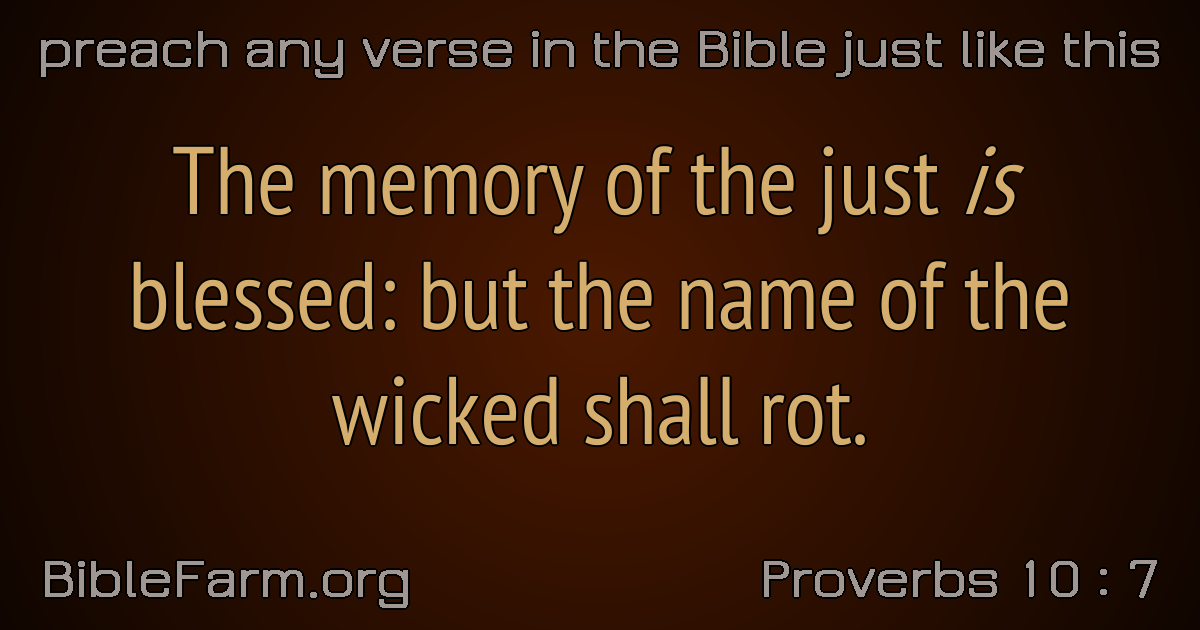 preach any verse in the Bible just like this
The memory of the just is
blessed: but the name of the
wicked shall rot.
BibleFarm.org
Proverbs 10 : 7